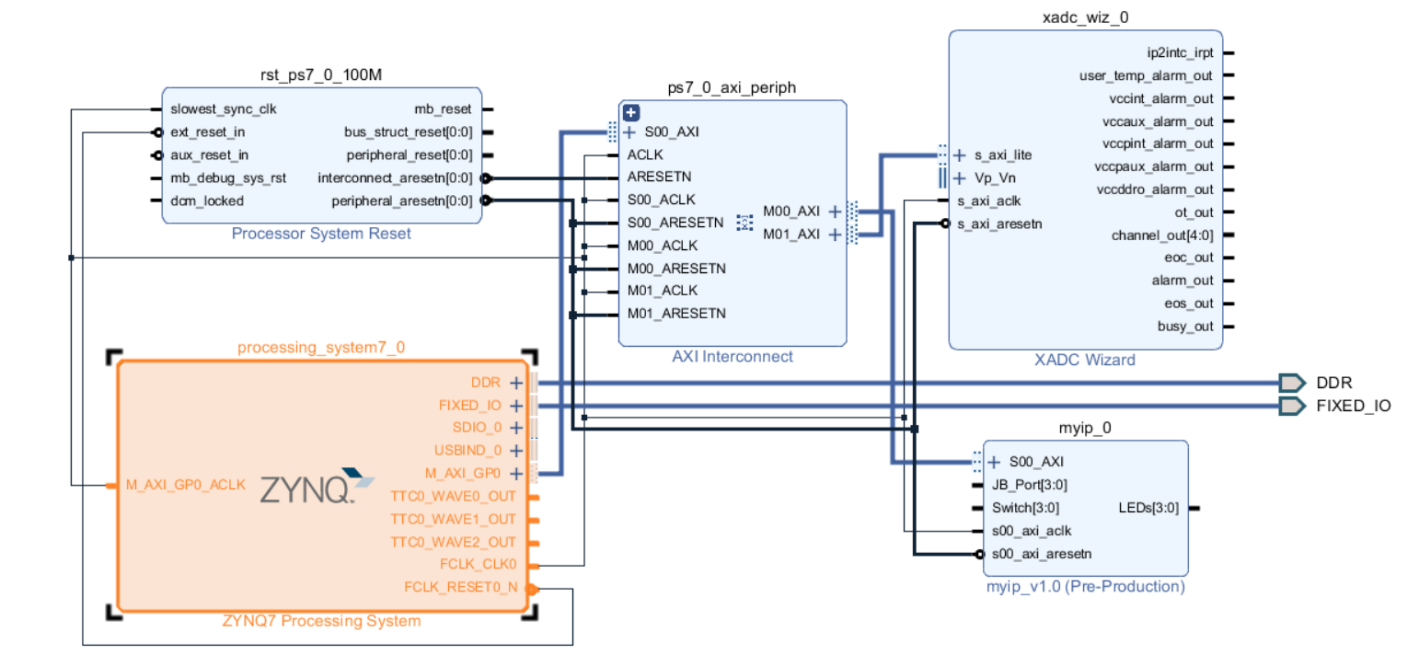 xadc_wiz_0
ip2intc_irpt
user_temp_alarm_out
vccint_alarm_out
vccaux_alarm_out
vccpint_alarm_out
vccpaux_alarm_out
vccddro_alarm_out
ot_out
channel_out[4:0]
eoc_out
alarm_out
eos_out
busy_out
s_axi_lite
Vp_Vn
s_axi_aclk
s_axi_aresetn
XADC Wizard
rst_ps7_0_100M
slowest_sync_clk
ext_reset_in
aux_reset_in
mb_debug_sys_rst
dcm_locked
mb_reset
bus_struct_reset[0:0]
peripheral_reset[0:0]
interconnect_aresetn[0:0]
peripheral_aresetn[0:0]
Processor System Reset
ps7_0_axi_periph
S00_AXI
ACLK
ARESETN
S00_ACLK
S00_ARESETN
M00_ACLK
M00_ARESETN
M01_ACLK
M01_ARESETN
M00_AXI
M01_AXI
AXI Interconnect
processing_system7_0
M_AXI_GP0_ACLK
ZYNQ
DDR
FIXED_IO
SDIO_0
USBIND_0
M_AXI_GP0
TTC0_WAVE0_OUT
TTC0_WAVE1_OUT
TTC0_WAVE2_OUT
FCLK_CLK0
FCLK_RESET0_N
ZYNQ7 Processing System
DDR
FIXED_IO
myip_0
S00_AXI
JB_Port[3:0]
Switch[3:0]
s00_axi_aclk
s00_axi_aresetn
LEDs[3:0]
myip_v1.0 (Pre-Production)